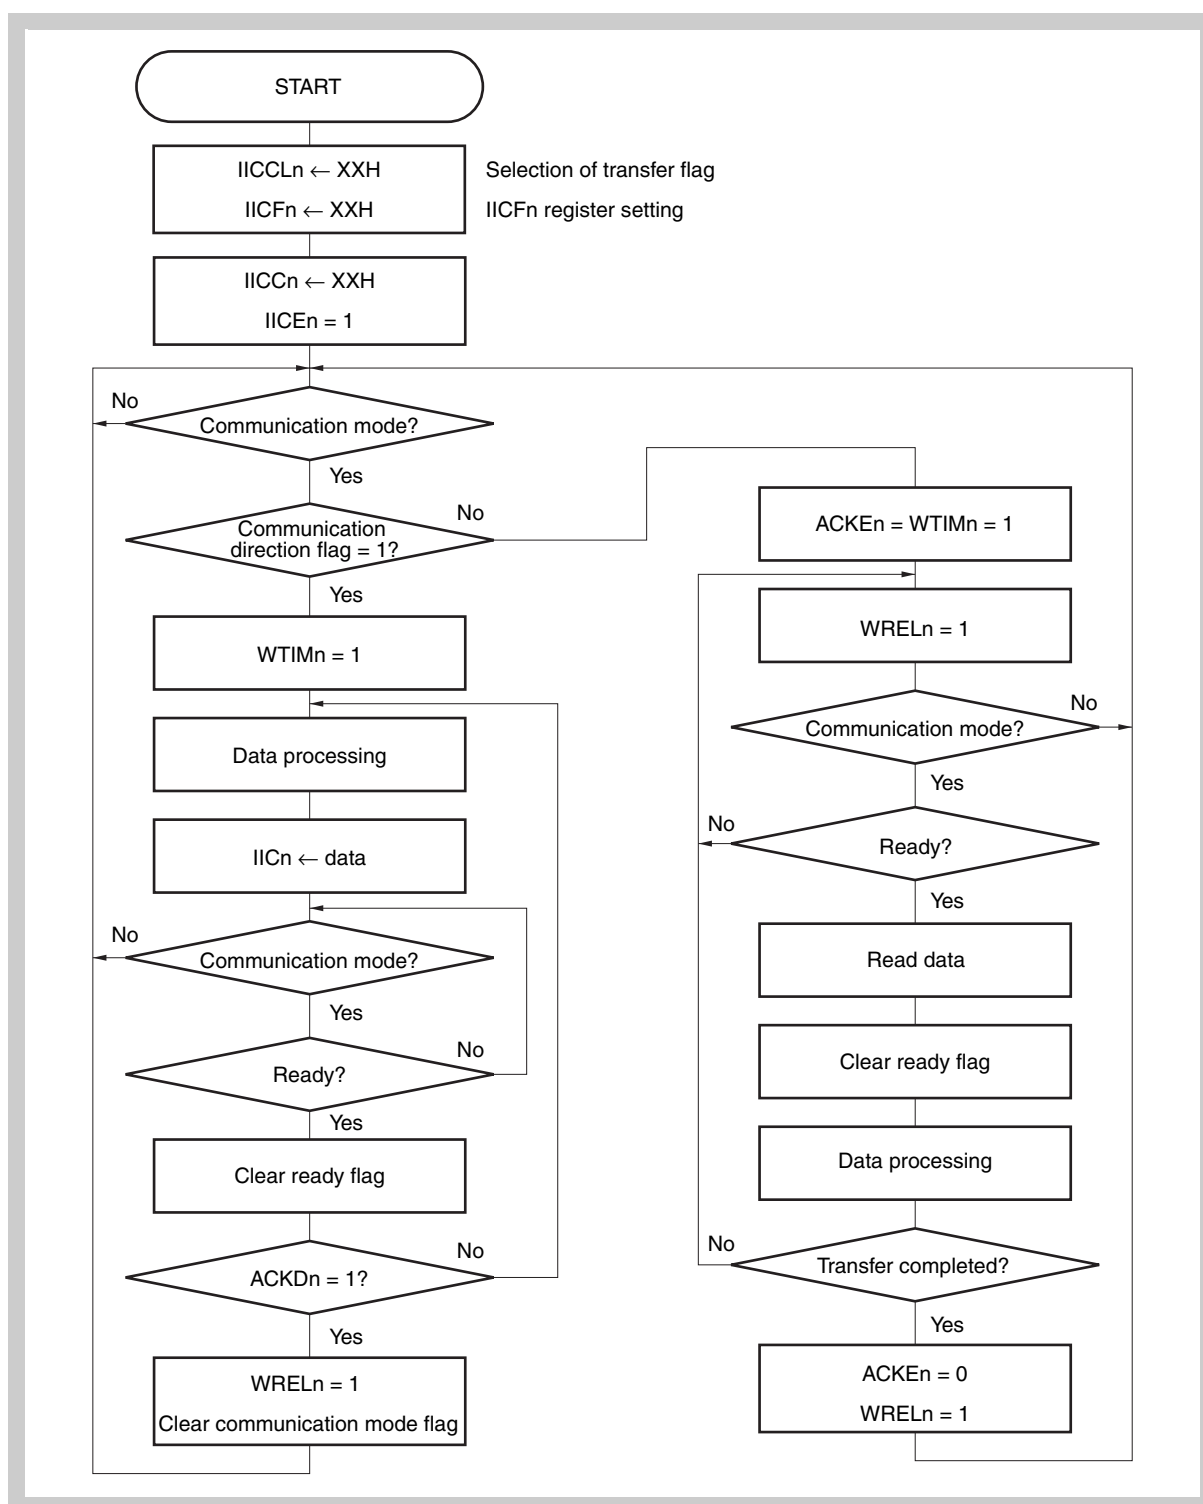 START
IICCLn ← XXH
Selection of transfer flag
IICFn ← XXH
IICFn register setting
IICCn ← XXH
IICEn = 1
No
Communication mode?
Yes
Communication
direction flag = 1?
No
Yes
WTIMn = 1
Data processing
IICn ← data
No
Communication mode?
Yes
No
Ready?
Yes
Clear ready flag
No
ACKDn = 1?
Yes
WRELn = 1
Clear communication mode flag
ACKEn = WTIMn = 1
WRELn = 1
No
Communication mode?
Yes
No
Ready?
Yes
Read data
Clear ready flag
Data processing
No
Transfer completed?
Yes
ACKEn = 0
WRELn = 1